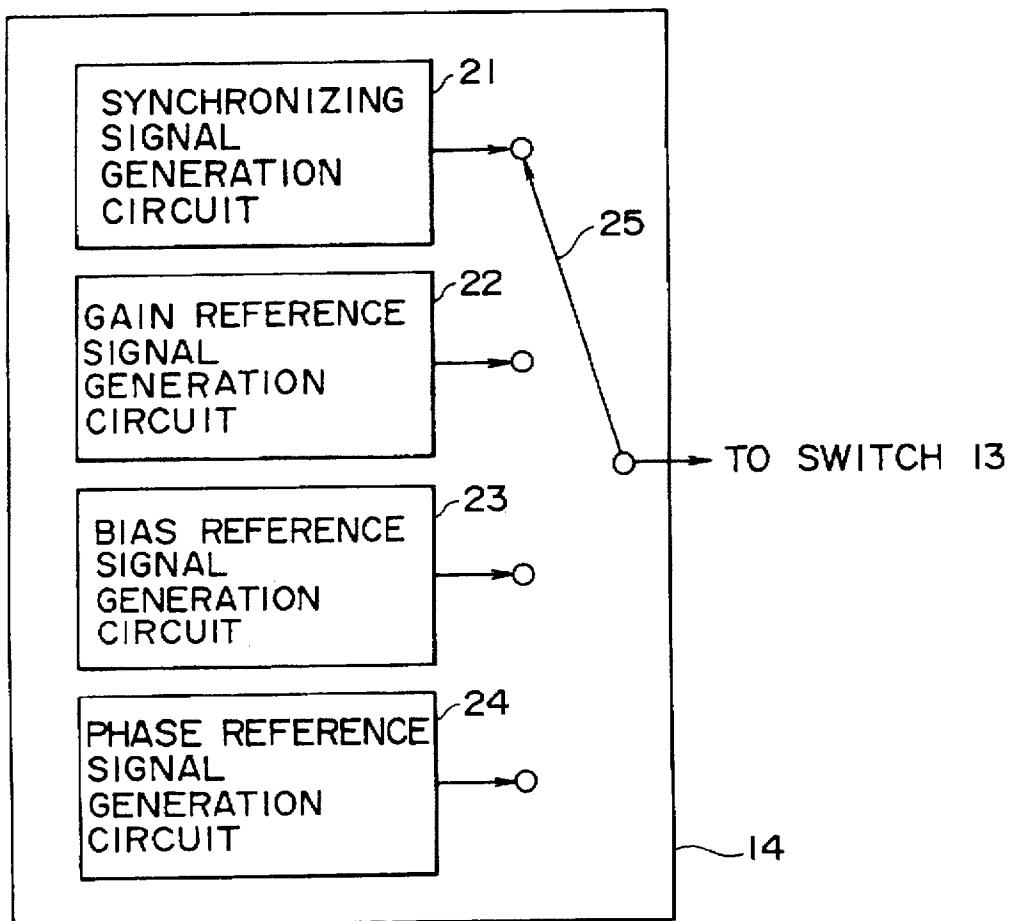 21
SYNCHRONIZING
SIGNAL
GENERATION
CIRCUIT
25
22
GAIN REFERENCE
SIGNAL
GENERATION
CIRCUIT
TO SWITCH 13
23
BIAS REFERENCE
SIGNAL
GENERATION
CIRCUIT
24
PHASE REFERENCE
SIGNAL
GENERATION
CIRCUIT
14